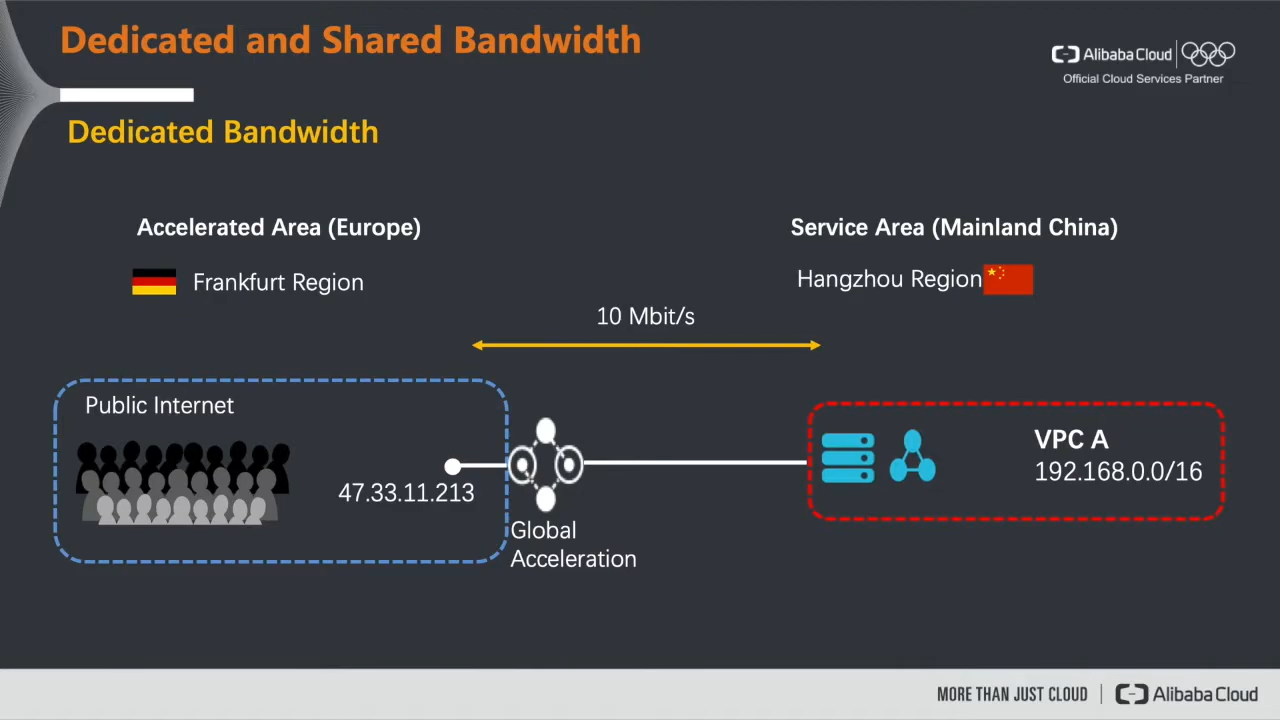 Dedicated and Shared Bandwidth
Alibaba Cloud
Official Cloud Services Partner
Dedicated Bandwidth
Accelerated Area (Europe)
Service Area (Mainland China)
Frankfurt Region
Hangzhou Region
10 Mbit/s
Public Internet
47.33.11.213
Global
Acceleration
VPC A
192.168.0.0/16
MORE THAN JUST CLOUD
Alibaba Cloud